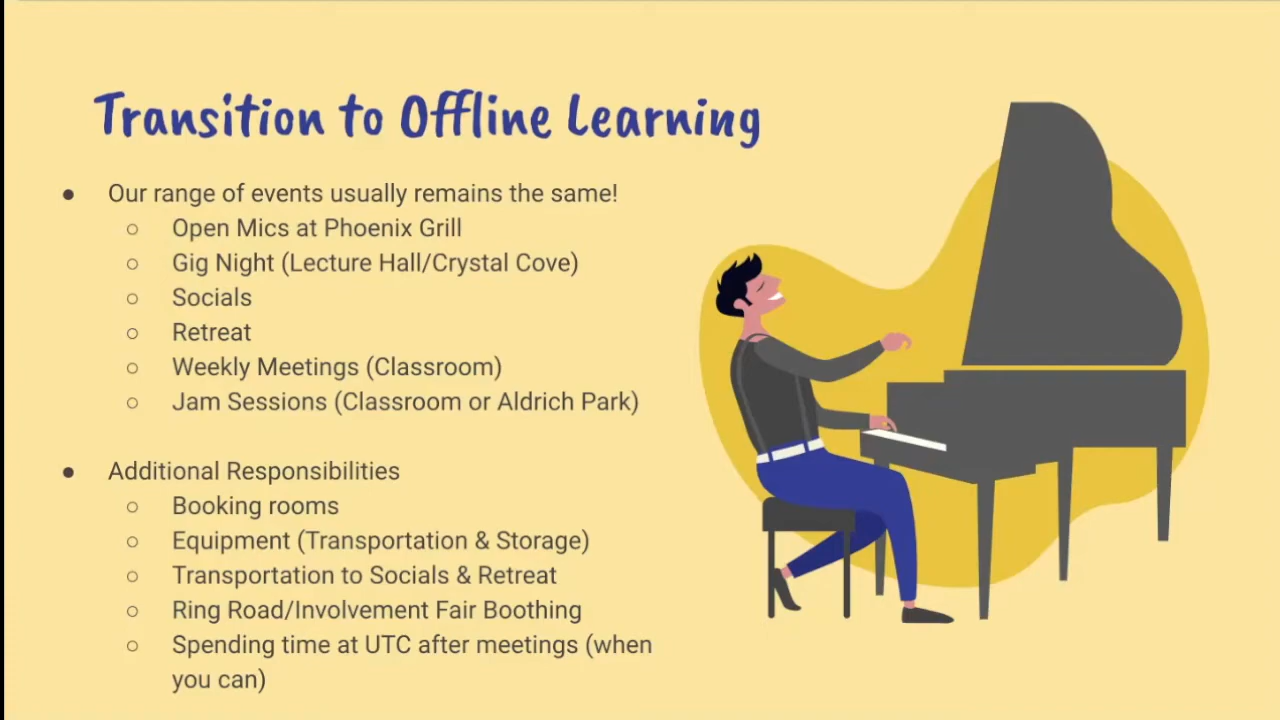 Transition to Offline Learning
● Our range of events usually remains the same!
○ Open Mics at Phoenix Grill
○ Gig Night (Lecture Hall/Crystal Cove)
○ Socials
○ Retreat
○ Weekly Meetings (Classroom)
○ Jam Sessions (Classroom or Aldrich Park)
● Additional Responsibilities
○ Booking rooms
○ Equipment (Transportation & Storage)
○ Transportation to Socials & Retreat
○ Ring Road/Involvement Fair Boothing
○ Spending time at UTC after meetings (when
you can)